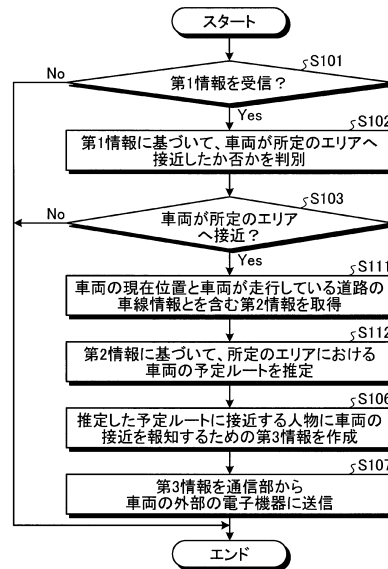 スタート
S101
No
第1情報を受信？
Yes
S102
第1情報に基づいて、車両が所定のエリアへ
接近したか否かを判別
S103
No
車両が所定のエリア
へ接近？
Yes
S111
車両の現在位置と車両が走行している道路の
車線情報とを含む第2情報を取得
S112
第2情報に基づいて、所定のエリアにおける
車両の予定ルートを推定
S106
推定した予定ルートに接近する人物に車両の
接近を報知するための第3情報を作成
S107
第3情報を通信部から
車両の外部の電子機器に送信
エンド